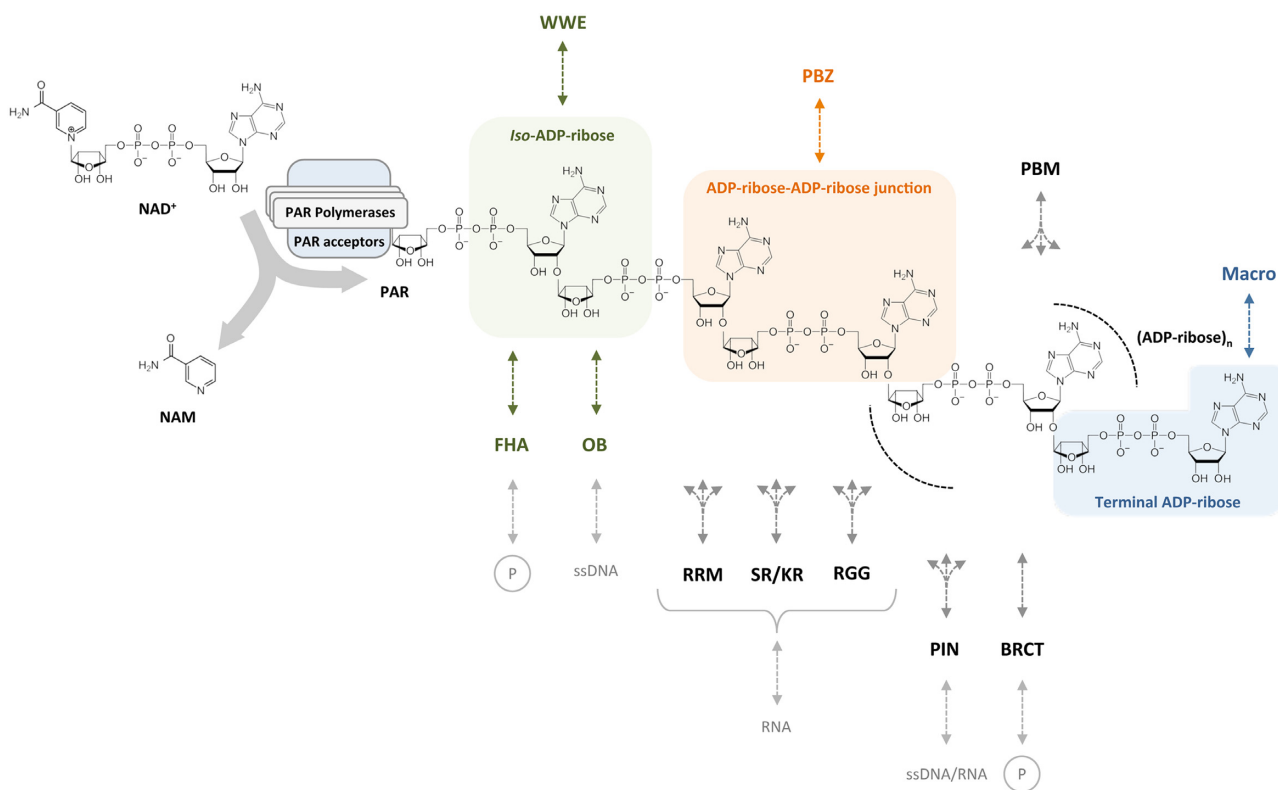 WWE
PBZ
PBM
Macro
NAD+
NAM
PAR Polymerases
PAR acceptors
PAR
Iso-ADP-ribose
ADP-ribose-ADP-ribose junction
(ADP-ribose)n
Terminal ADP-ribose
FHA
OB
P
ssDNA
RRM
SR/KR
RGG
RNA
PIN
BRCT
ssDNA/RNA
P